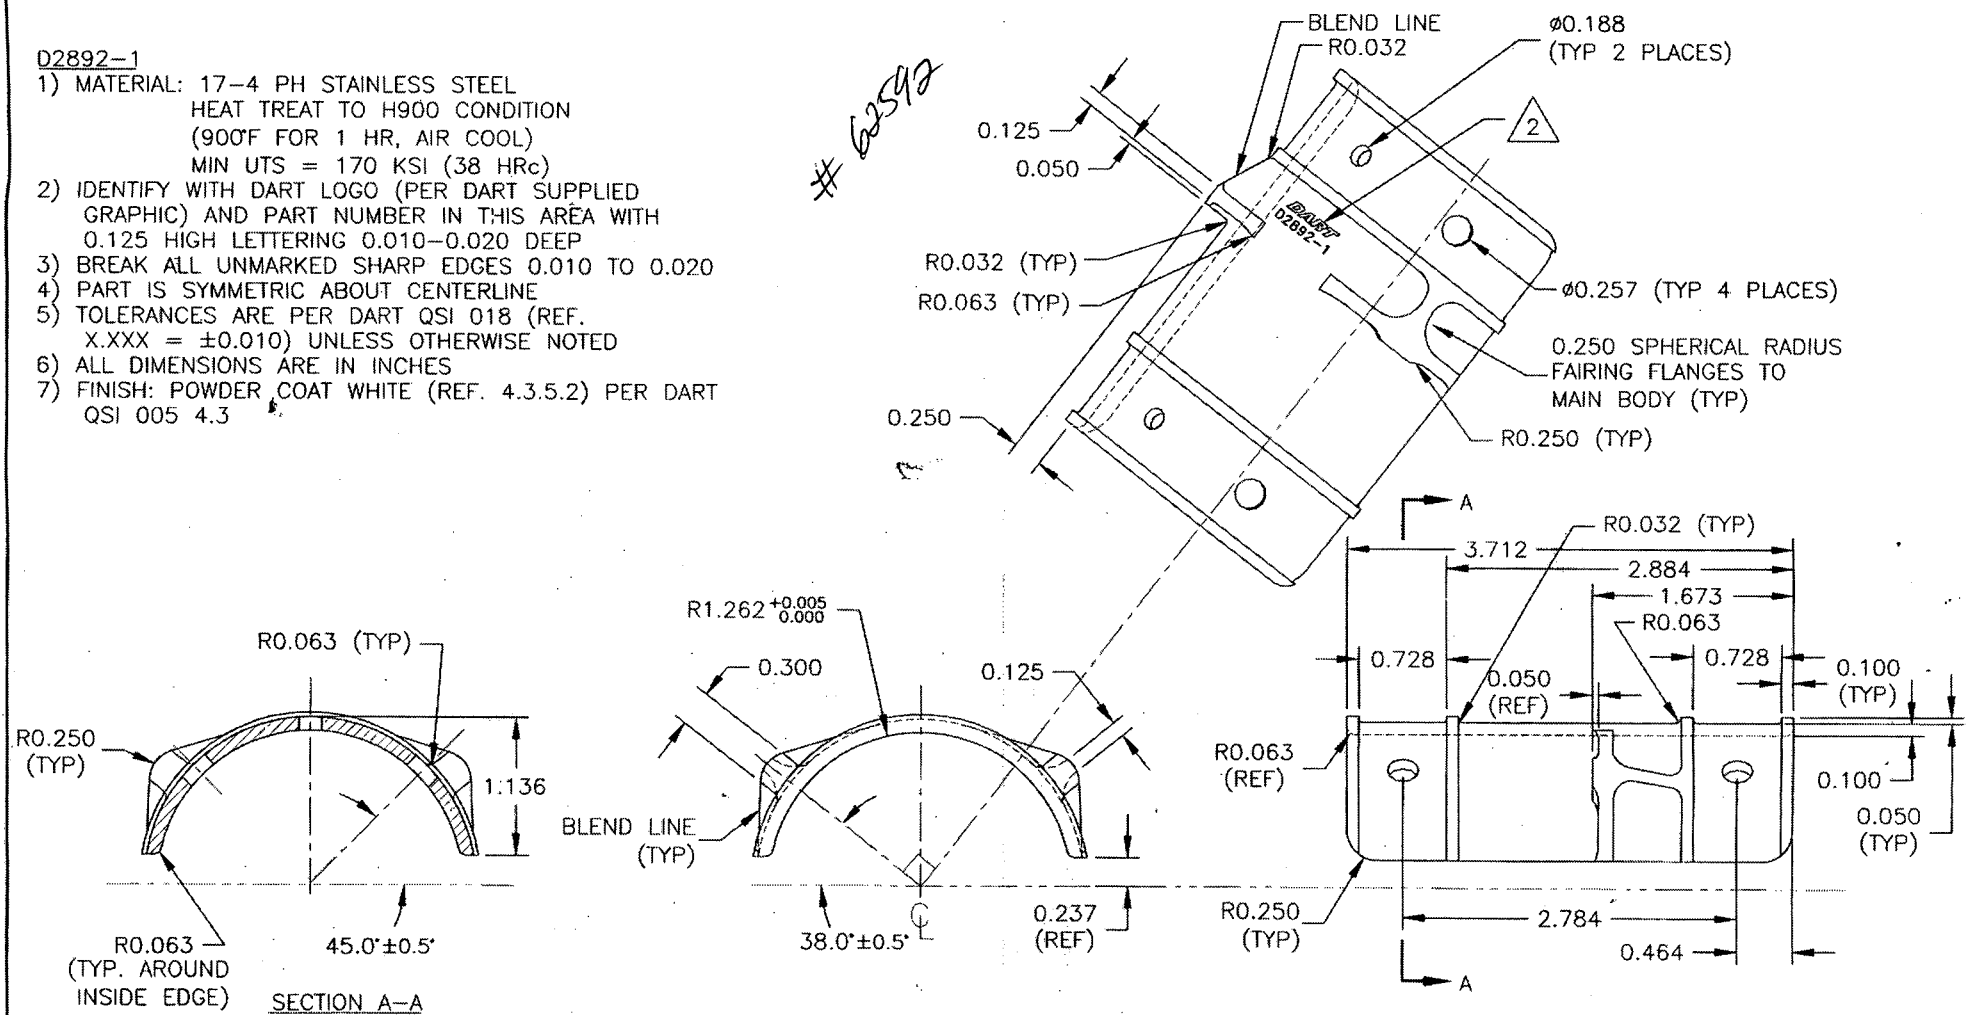 D2892-1
1) MATERIAL: 17-4 PH STAINLESS STEEL
HEAT TREAT TO H900 CONDITION
(900°F FOR 1 HR, AIR COOL)
MIN UTS = 170 KSI (38 HRc)
2) IDENTIFY WITH DART LOGO (PER DART SUPPLIED
GRAPHIC) AND PART NUMBER IN THIS AREA WITH
0.125 HIGH LETTERING 0.010-0.020 DEEP
3) BREAK ALL UNMARKED SHARP EDGES 0.010 TO 0.020
4) PART IS SYMMETRIC ABOUT CENTERLINE
5) TOLERANCES ARE PER DART QSI 018 (REF.
X.XXX = ±0.010) UNLESS OTHERWISE NOTED
6) ALL DIMENSIONS ARE IN INCHES
7) FINISH: POWDER COAT WHITE (REF. 4.3.5.2) PER DART
QSI 005 4.3
# 62592
BLEND LINE
R0.032
ø0.188
(TYP 2 PLACES)
2
0.125
0.050
DART
D2892-1
R0.032 (TYP)
R0.063 (TYP)
ø0.257 (TYP 4 PLACES)
0.250 SPHERICAL RADIUS
FAIRING FLANGES TO
MAIN BODY (TYP)
R0.250 (TYP)
0.250
A
R0.032 (TYP)
3.712
2.884
1.673
R0.063
0.728
0.728
0.050
(REF)
0.100
(TYP)
R0.063
(REF)
0.100
0.050
(TYP)
R0.250
(TYP)
2.784
0.464
A
R1.262 +0.005
0.000
0.300
0.125
BLEND LINE
(TYP)
38.0°±0.5°
CL
0.237
(REF)
R0.063 (TYP)
R0.250
(TYP)
1.136
R0.063
(TYP. AROUND
INSIDE EDGE)
45.0°±0.5°
SECTION A-A